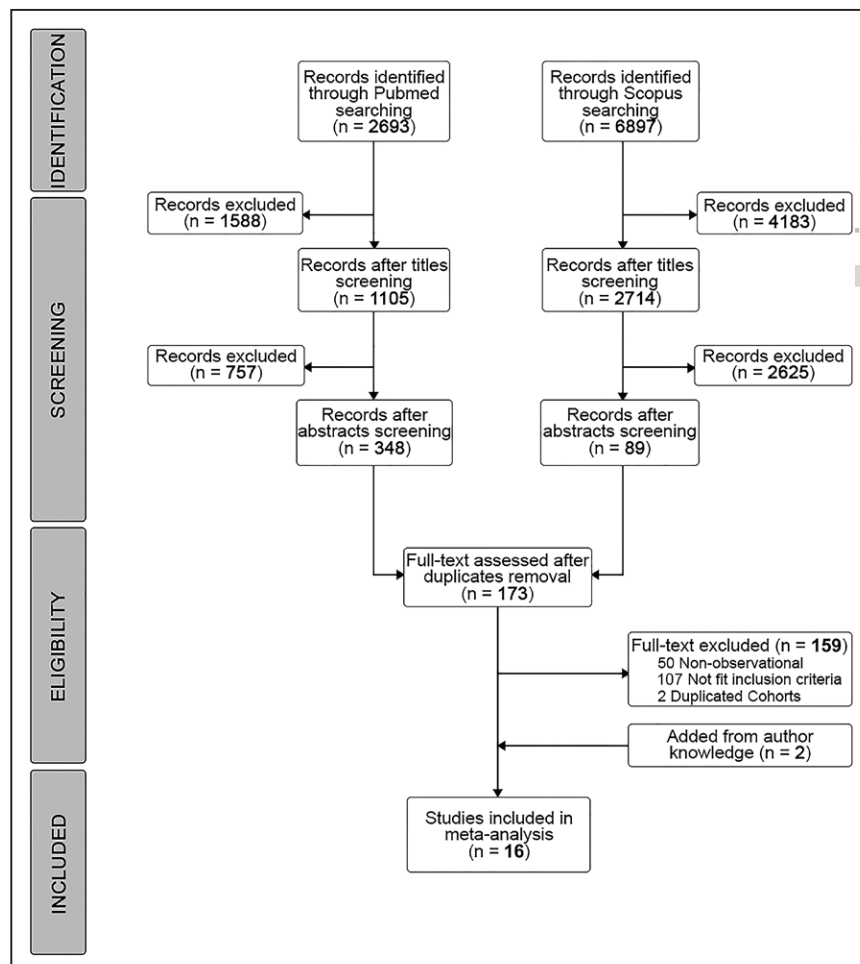 IDENTIFICATION
Records identified
through Pubmed
searching
(n = 2693)
Records identified
through Scopus
searching
(n = 6897)
SCREENING
Records excluded
(n = 1588)
Records excluded
(n = 4183)
Records after titles
screening
(n = 1105)
Records after titles
screening
(n = 2714)
Records excluded
(n = 757)
Records excluded
(n = 2625)
Records after
abstracts screening
(n = 348)
Records after
abstracts screening
(n = 89)
ELIGIBILITY
Full-text assessed after
duplicates removal
(n = 173)
Full-text excluded (n = 159)
50 Non-observational
107 Not fit inclusion criteria
2 Duplicated Cohorts
Added from author
knowledge (n = 2)
INCLUDED
Studies included in
meta-analysis
(n = 16)